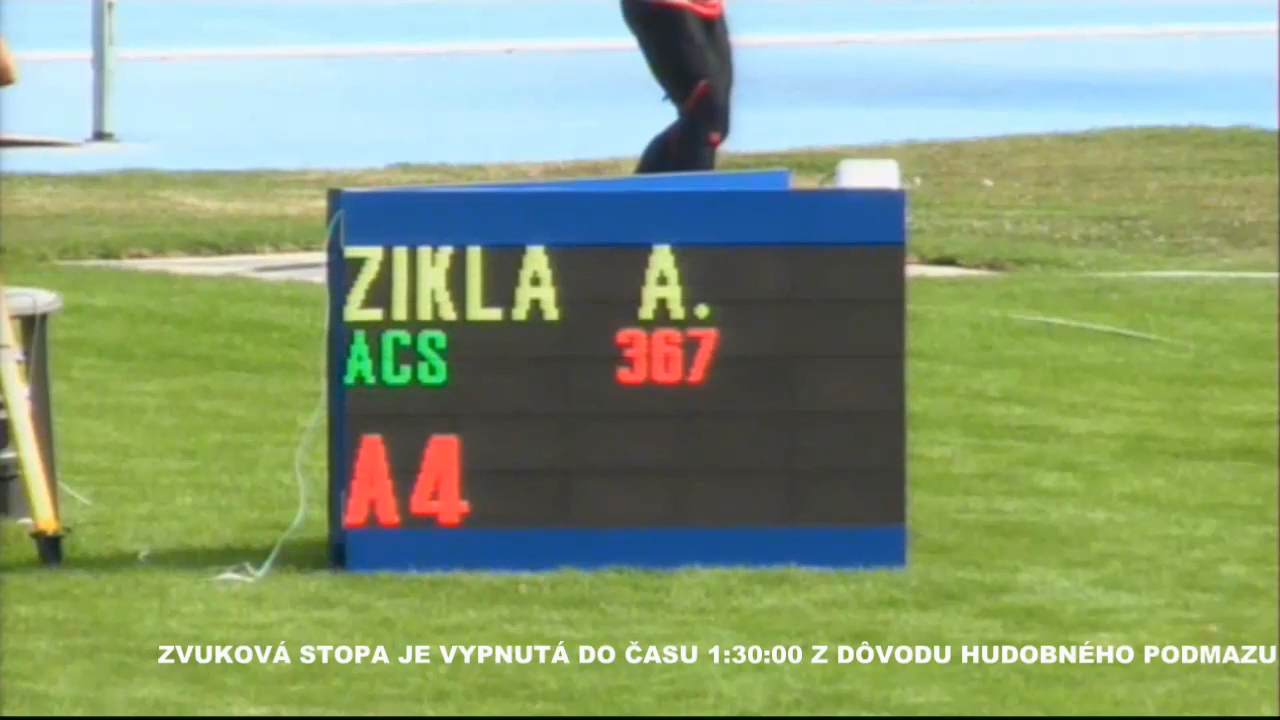 ZIKLA A.
ACS 367
A4
ZVUKOVÁ STOPA JE VYPNUTÁ DO ČASU 1:30:00 Z DÔVODU HUDOBNÉHO PODMAZU